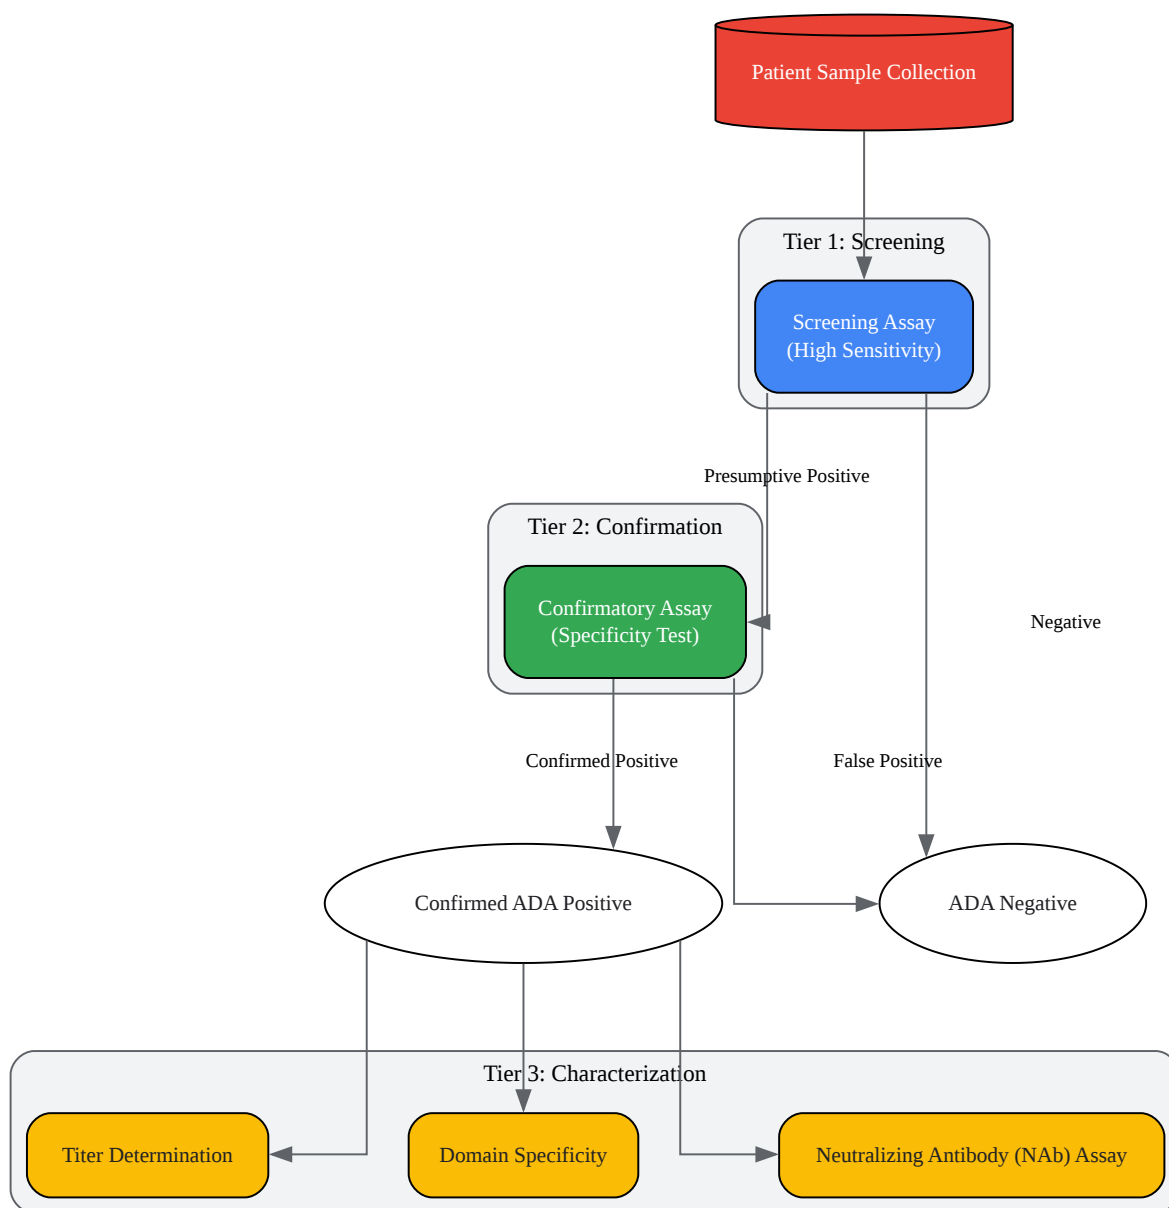 Patient Sample Collection
Tier 1: Screening
Screening Assay
(High Sensitivity)
Presumptive Positive
Tier 2: Confirmation
Confirmatory Assay
(Specificity Test)
Negative
Confirmed Positive
False Positive
Confirmed ADA Positive
ADA Negative
Tier 3: Characterization
Titer Determination
Domain Specificity
Neutralizing Antibody (NAb) Assay